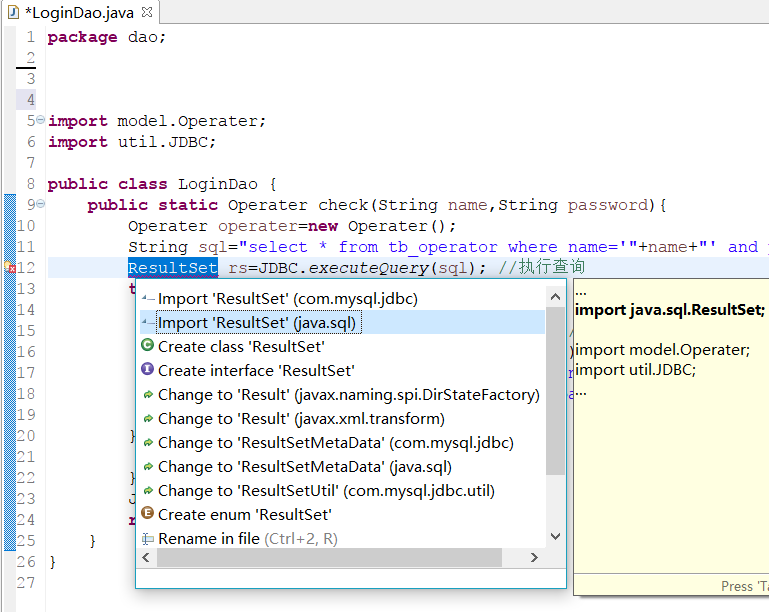 *LoginDao.java
1 package dao;
2
3
4
5 import model.Operater;
6 import util.JDBC;
7
8 public class LoginDao {
9 public static Operater check(String name,String password){
10 Operater operater=new Operater();
11 String sql="select * from tb_operator where name='"+name+"' and
12 ResultSet rs=JDBC.executeQuery(sql); //执行查询
13
14
15
16
17
18
19
20 }
21
22 }
23
24
25 }
26 }
27
Import 'ResultSet' (com.mysql.jdbc)
Import 'ResultSet' (java.sql)
Create class 'ResultSet'
Create interface 'ResultSet'
Change to 'Result' (javax.naming.spi.DirStateFactory)
Change to 'Result' (javax.xml.transform)
Change to 'ResultSetMetaData' (com.mysql.jdbc)
Change to 'ResultSetMetaData' (java.sql)
Change to 'ResultSetUtil' (com.mysql.jdbc.util)
Create enum 'ResultSet'
Rename in file (Ctrl+2, R)
...
import java.sql.ResultSet;
import model.Operater;
import util.JDBC;
...
Press